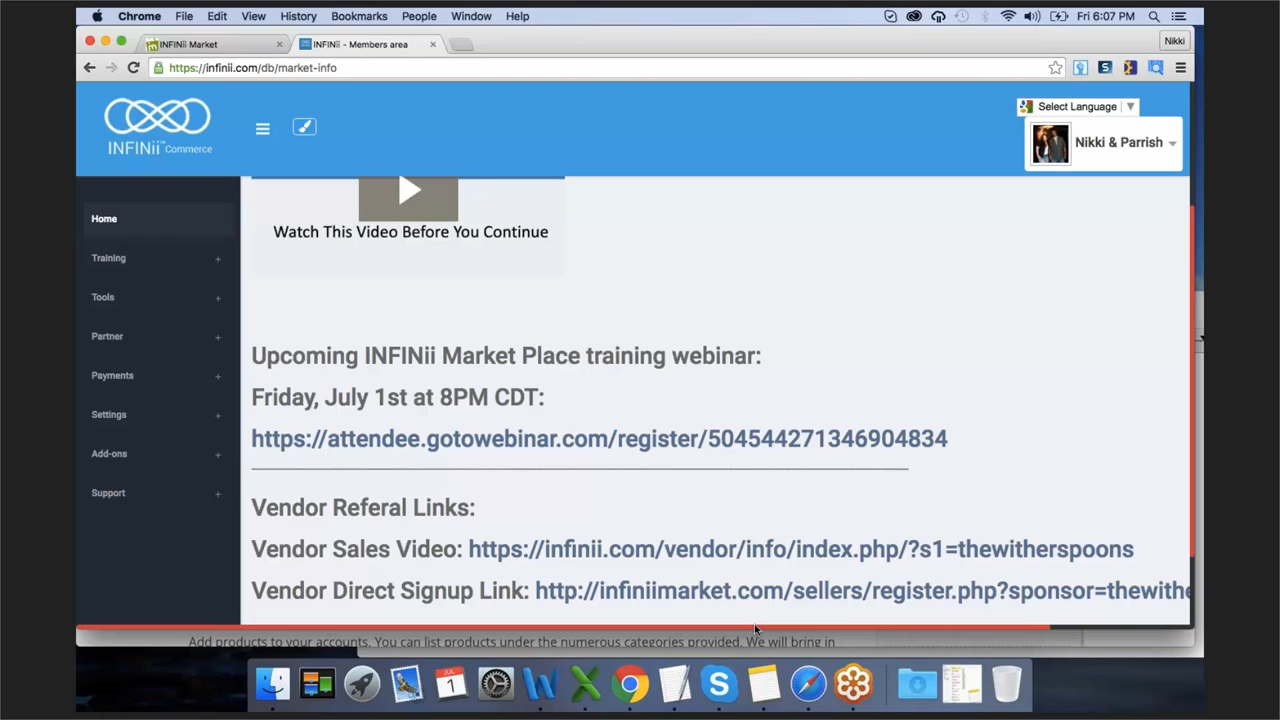 Chrome File Edit View History Bookmarks People Window Help Fri 6:07 PM
INFINii Market INFINii - Members area Nikki
https://infinii.com/db/market-info
Select Language
INFINii™ Commerce
Nikki & Parrish
Home
Training +
Tools +
Partner +
Payments +
Settings +
Add-ons +
Support +
Watch This Video Before You Continue
Upcoming INFINii Market Place training webinar:
Friday, July 1st at 8PM CDT:
https://attendee.gotowebinar.com/register/504544271346904834
Vendor Referal Links:
Vendor Sales Video: https://infinii.com/vendor/info/index.php/?s1=thewitherspoons
Vendor Direct Signup Link: http://infiniimarket.com/sellers/register.php?sponsor=thewithe
Add products to your accounts. You can list products under the numerous categories provided. We will bring in
JUL
1